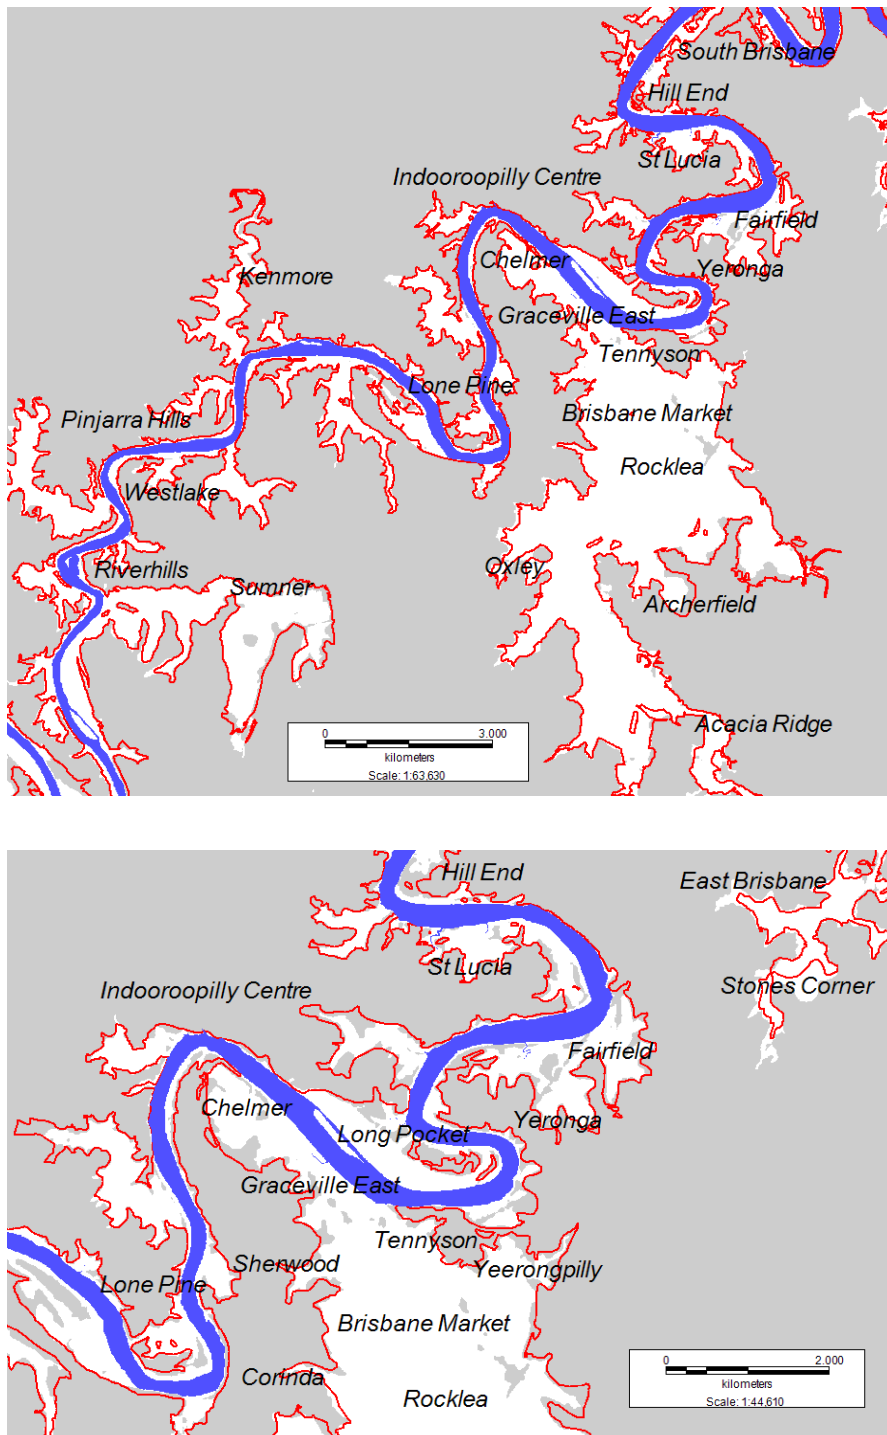 South Brisbane
Hill End
St Lucia
Indooroopilly Centre
Fairfield
Chelmer
Yeronga
Kenmore
Graceville East
Tennyson
Lone Pine
Pinjarra Hills
Brisbane Market
Rocklea
Westlake
Oxley
Riverhills
Sumner
Archerfield
Acacia Ridge
0 3.000
kilometers
Scale: 1:63,630
Hill End
East Brisbane
St Lucia
Stones Corner
Indooroopilly Centre
Fairfield
Chelmer
Yeronga
Long Pocket
Graceville East
Tennyson
Sherwood
Yeerongpilly
Lone Pine
Brisbane Market
Corinda
Rocklea
0 2.000
kilometers
Scale: 1:44,610